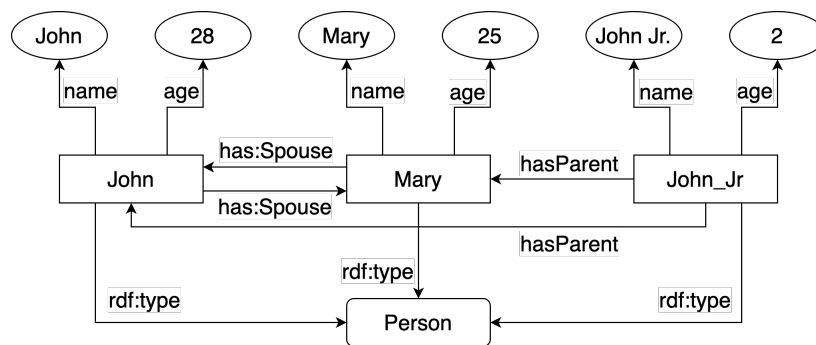 John
28
Mary
25
John Jr.
2
name
age
name
age
name
age
has:Spouse
hasParent
John
Mary
John_Jr
has:Spouse
hasParent
rdf:type
rdf:type
rdf:type
Person